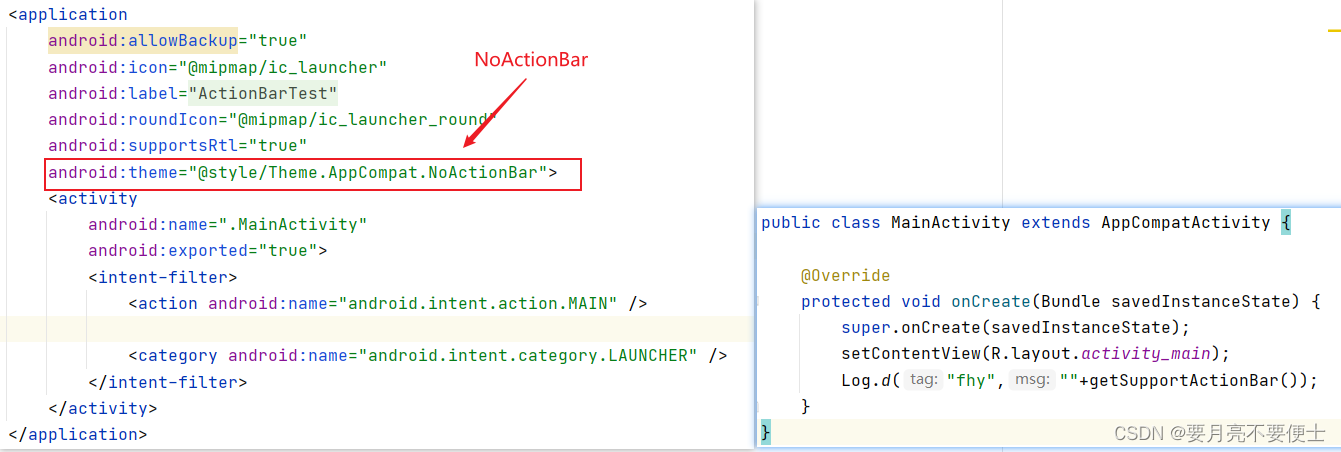 <application
android:allowBackup="true"
NoActionBar
android:icon="@mipmap/ic_launcher"
android:label="ActionBarTest"
android:roundIcon="@mipmap/ic_launcher_round"
android:supportsRtl="true"
android:theme="@style/Theme.AppCompat.NoActionBar">
<activity
android:name=".MainActivity"
android:exported="true">
<intent-filter>
<action android:name="android.intent.action.MAIN" />
<category android:name="android.intent.category.LAUNCHER" />
</intent-filter>
</activity>
</application>
public class MainActivity extends AppCompatActivity {
@Override
protected void onCreate(Bundle savedInstanceState) {
super.onCreate(savedInstanceState);
setContentView(R.layout.activity_main);
Log.d( tag: "fhy", msg: ""+getSupportActionBar());
}
}
CSDN @要月亮不要便士